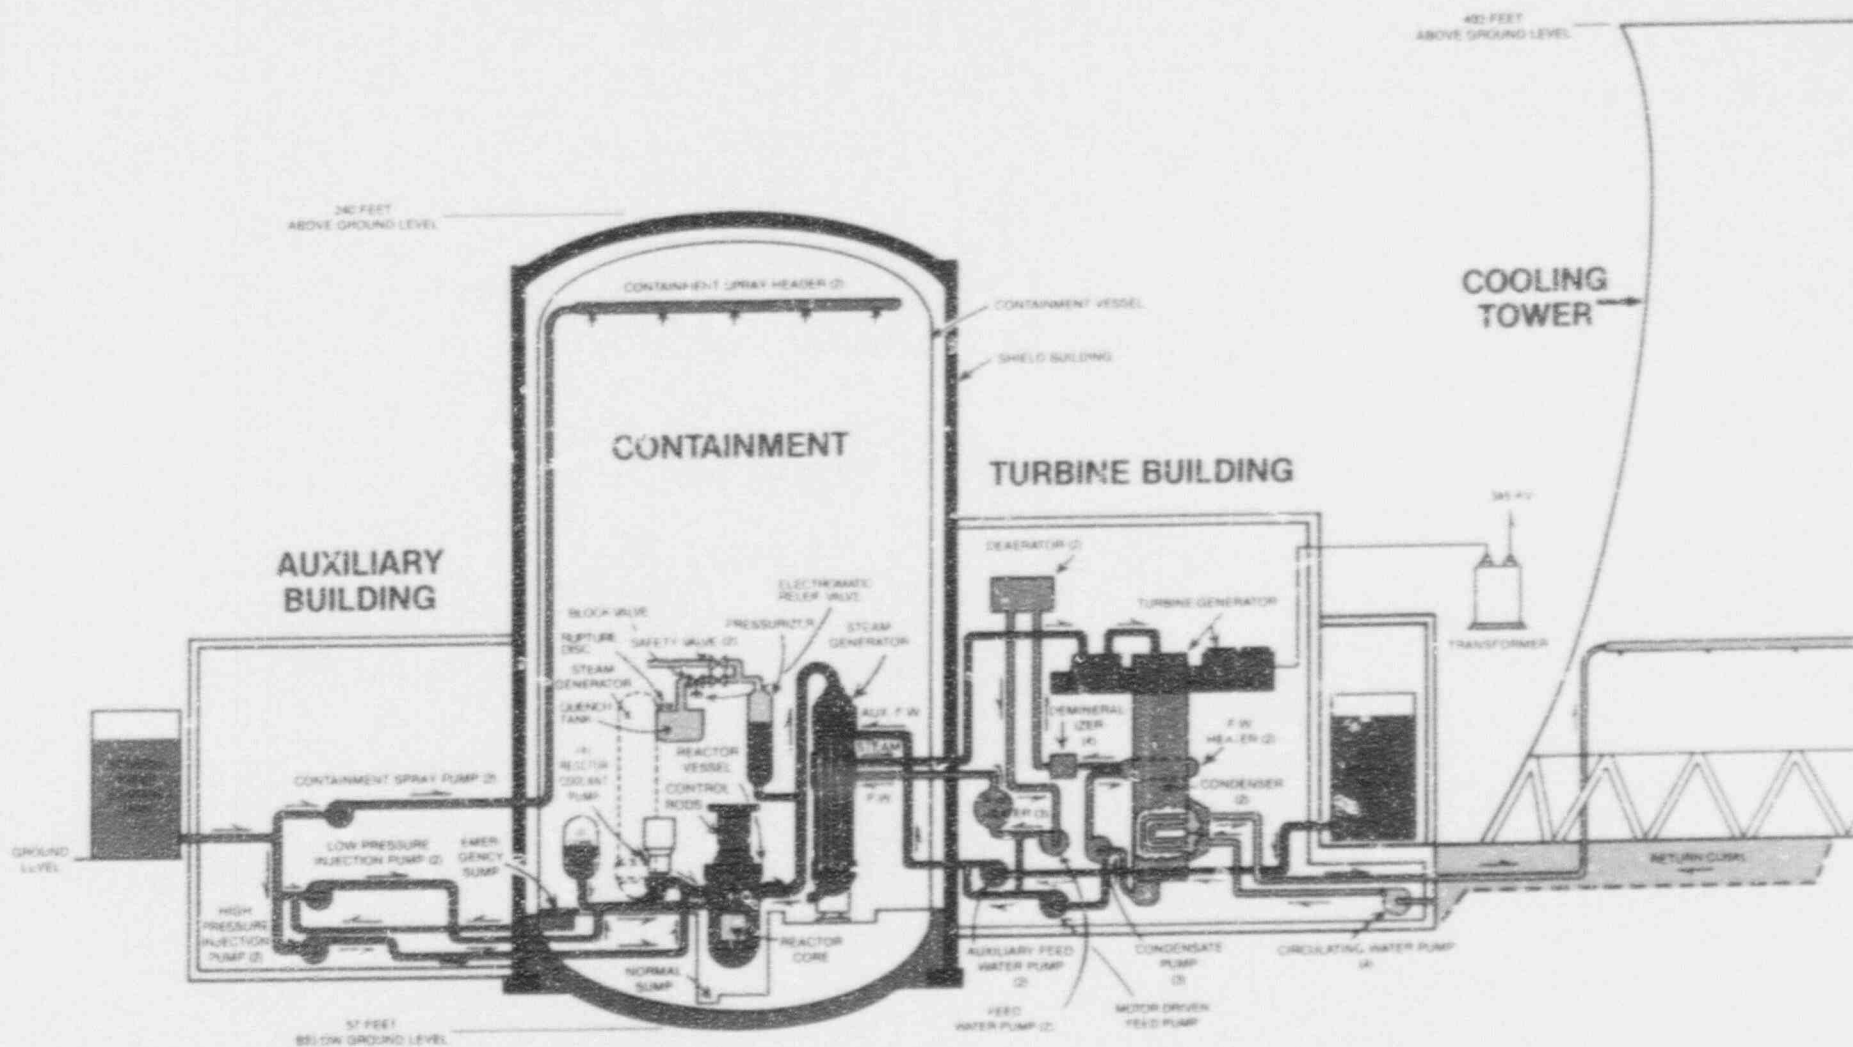 ABOVE GROUND LEVEL
240 FEET
ABOVE GROUND LEVEL
CONTAINMENT SPRAY HEADER (2)
CONTAINMENT VESSEL
COOLING
TOWER
SHIELD BUILDING
CONTAINMENT
TURBINE BUILDING
345 KV
AUXILIARY
BUILDING
DEAERATOR (2)
ELECTROMATIC
RELIEF VALVE
BLOCK VALVE
PRESSURIZER
STEAM
GENERATOR
TURBINE GENERATOR
RUPTURE
DISC
SAFETY VALVE (2)
TRANSFORMER
STEAM
GENERATOR
QUENCH
TANK
AUX. F.W.
STEAM
F.W.
DEMINERAL-
IZER
(4)
F.W.
HEATER (2)
REACTOR
VESSEL
REACTOR
COOLANT
PUMP
CONTROL
RODS
CONDENSER
(2)
CONTAINMENT SPRAY PUMP (2)
LOW PRESSURE
INJECTION PUMP (2)
EMER-
GENCY
SUMP
GROUND
LEVEL
HIGH
PRESSURE
INJECTION
PUMP (2)
REACTOR
CORE
NORMAL
SUMP
AUXILIARY FEED
WATER PUMP
(2)
CONDENSATE
PUMP
(3)
CIRCULATING WATER PUMP
(4)
FEED
WATER PUMP (2)
MOTOR DRIVEN
FEED PUMP
57 FEET
BELOW GROUND LEVEL